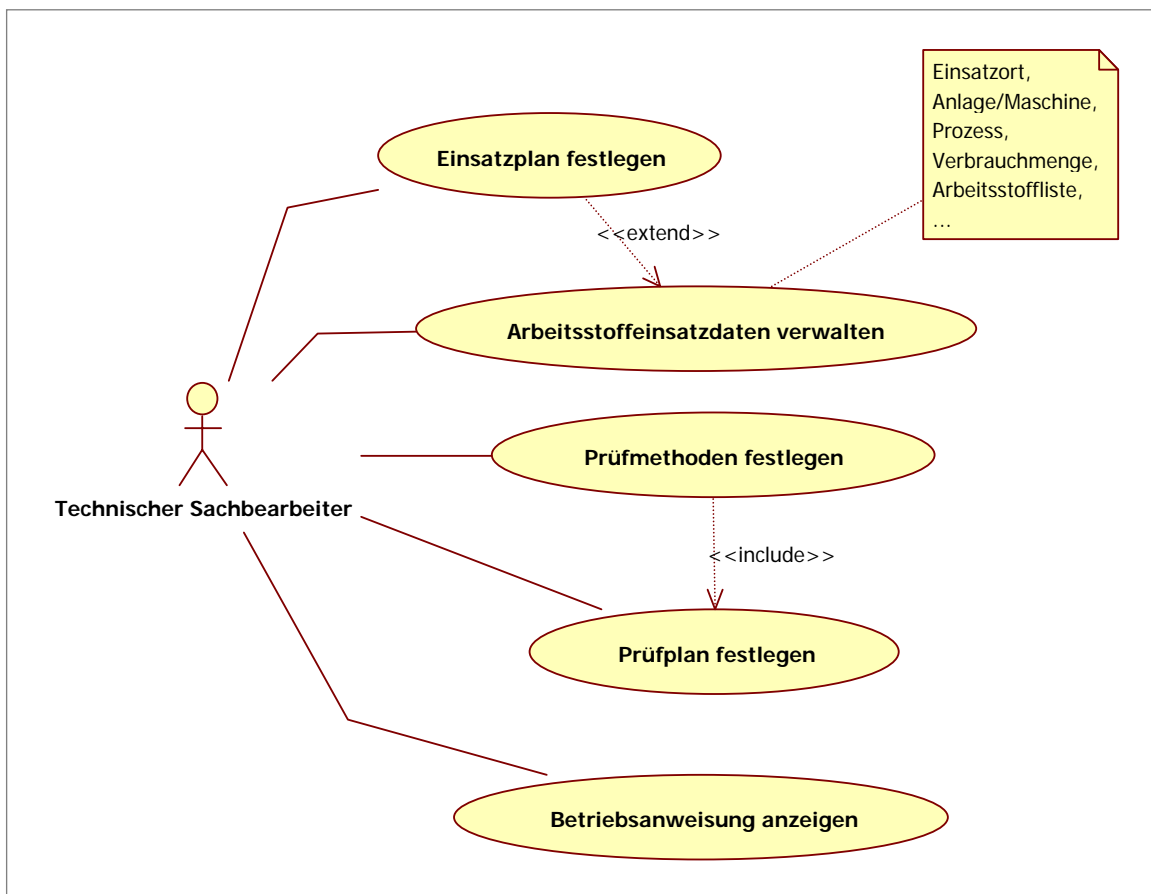 Einsatzort,
Anlage/Maschine,
Prozess,
Verbrauchmenge,
Arbeitsstoffliste,
...
Einsatzplan festlegen
<<extend>>
Arbeitsstoffeinsatzdaten verwalten
Prüfmethoden festlegen
Technischer Sachbearbeiter
<<include>>
Prüfplan festlegen
Betriebsanweisung anzeigen